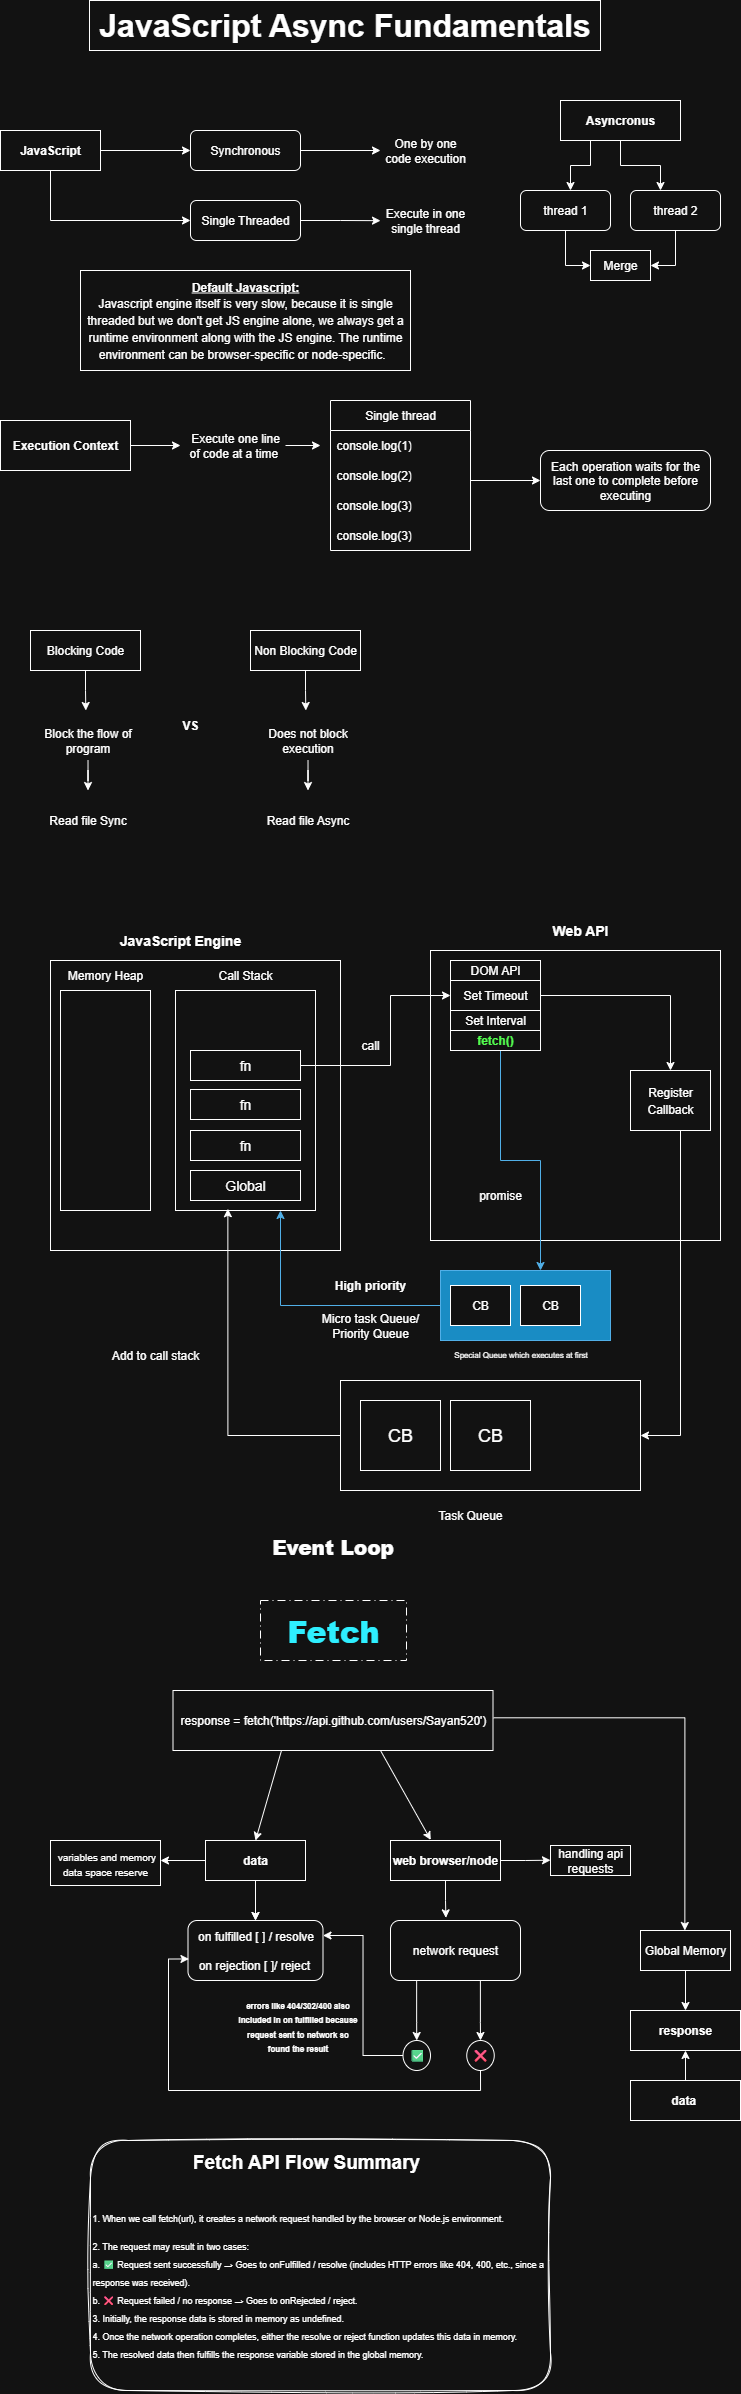 JavaScript Async Fundamentals
JavaScript
Synchronous
One by one
code execution
Single Threaded
Execute in one
single thread
Asyncronus
thread 1
thread 2
Merge
Default Javascript:
Javascript engine itself is very slow, because it is single
threaded but we don't get JS engine alone, we always get a
runtime environment along with the JS engine. The runtime
environment can be browser-specific or node-specific.
Execution Context
Execute one line
of code at a time
Single thread
console.log(1)
console.log(2)
console.log(3)
console.log(3)
Each operation waits for the
last one to complete before
executing
Blocking Code
Block the flow of
program
Read file Sync
VS
Non Blocking Code
Does not block
execution
Read file Async
JavaScript Engine
Memory Heap
Call Stack
fn
fn
fn
Global
call
Web API
DOM API
Set Timeout
Set Interval
fetch()
Register
Callback
promise
High priority
Micro task Queue/
Priority Queue
CB
CB
Special Queue which executes at first
Add to call stack
CB
CB
Task Queue
Event Loop
Fetch
response = fetch('https://api.github.com/users/Sayan520')
variables and memory
data space reserve
data
web browser/node
handling api
requests
on fulfilled [ ] / resolve
on rejection [ ]/ reject
network request
errors like 404/302/400 also
included in on fulfilled because
request sent to network so
found the result
✅
❌
Global Memory
response
data
Fetch API Flow Summary
1. When we call fetch(url), it creates a network request handled by the browser or Node.js environment.
2. The request may result in two cases:
a. ✅ Request sent successfully → Goes to onFulfilled / resolve (includes HTTP errors like 404, 400, etc., since a
response was received).
b. ❌ Request failed / no response → Goes to onRejected / reject.
3. Initially, the response data is stored in memory as undefined.
4. Once the network operation completes, either the resolve or reject function updates this data in memory.
5. The resolved data then fulfills the response variable stored in the global memory.